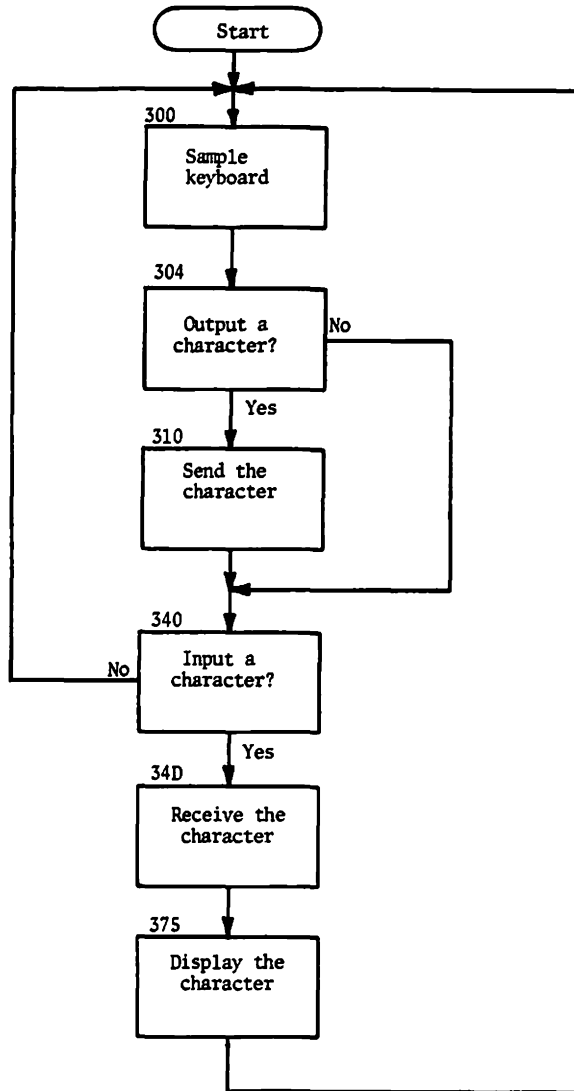 Start
300
Sample
keyboard
304
Output a
character?
No
Yes
310
Send the
character
340
Input a
character?
No
Yes
34D
Receive the
character
375
Display the
character